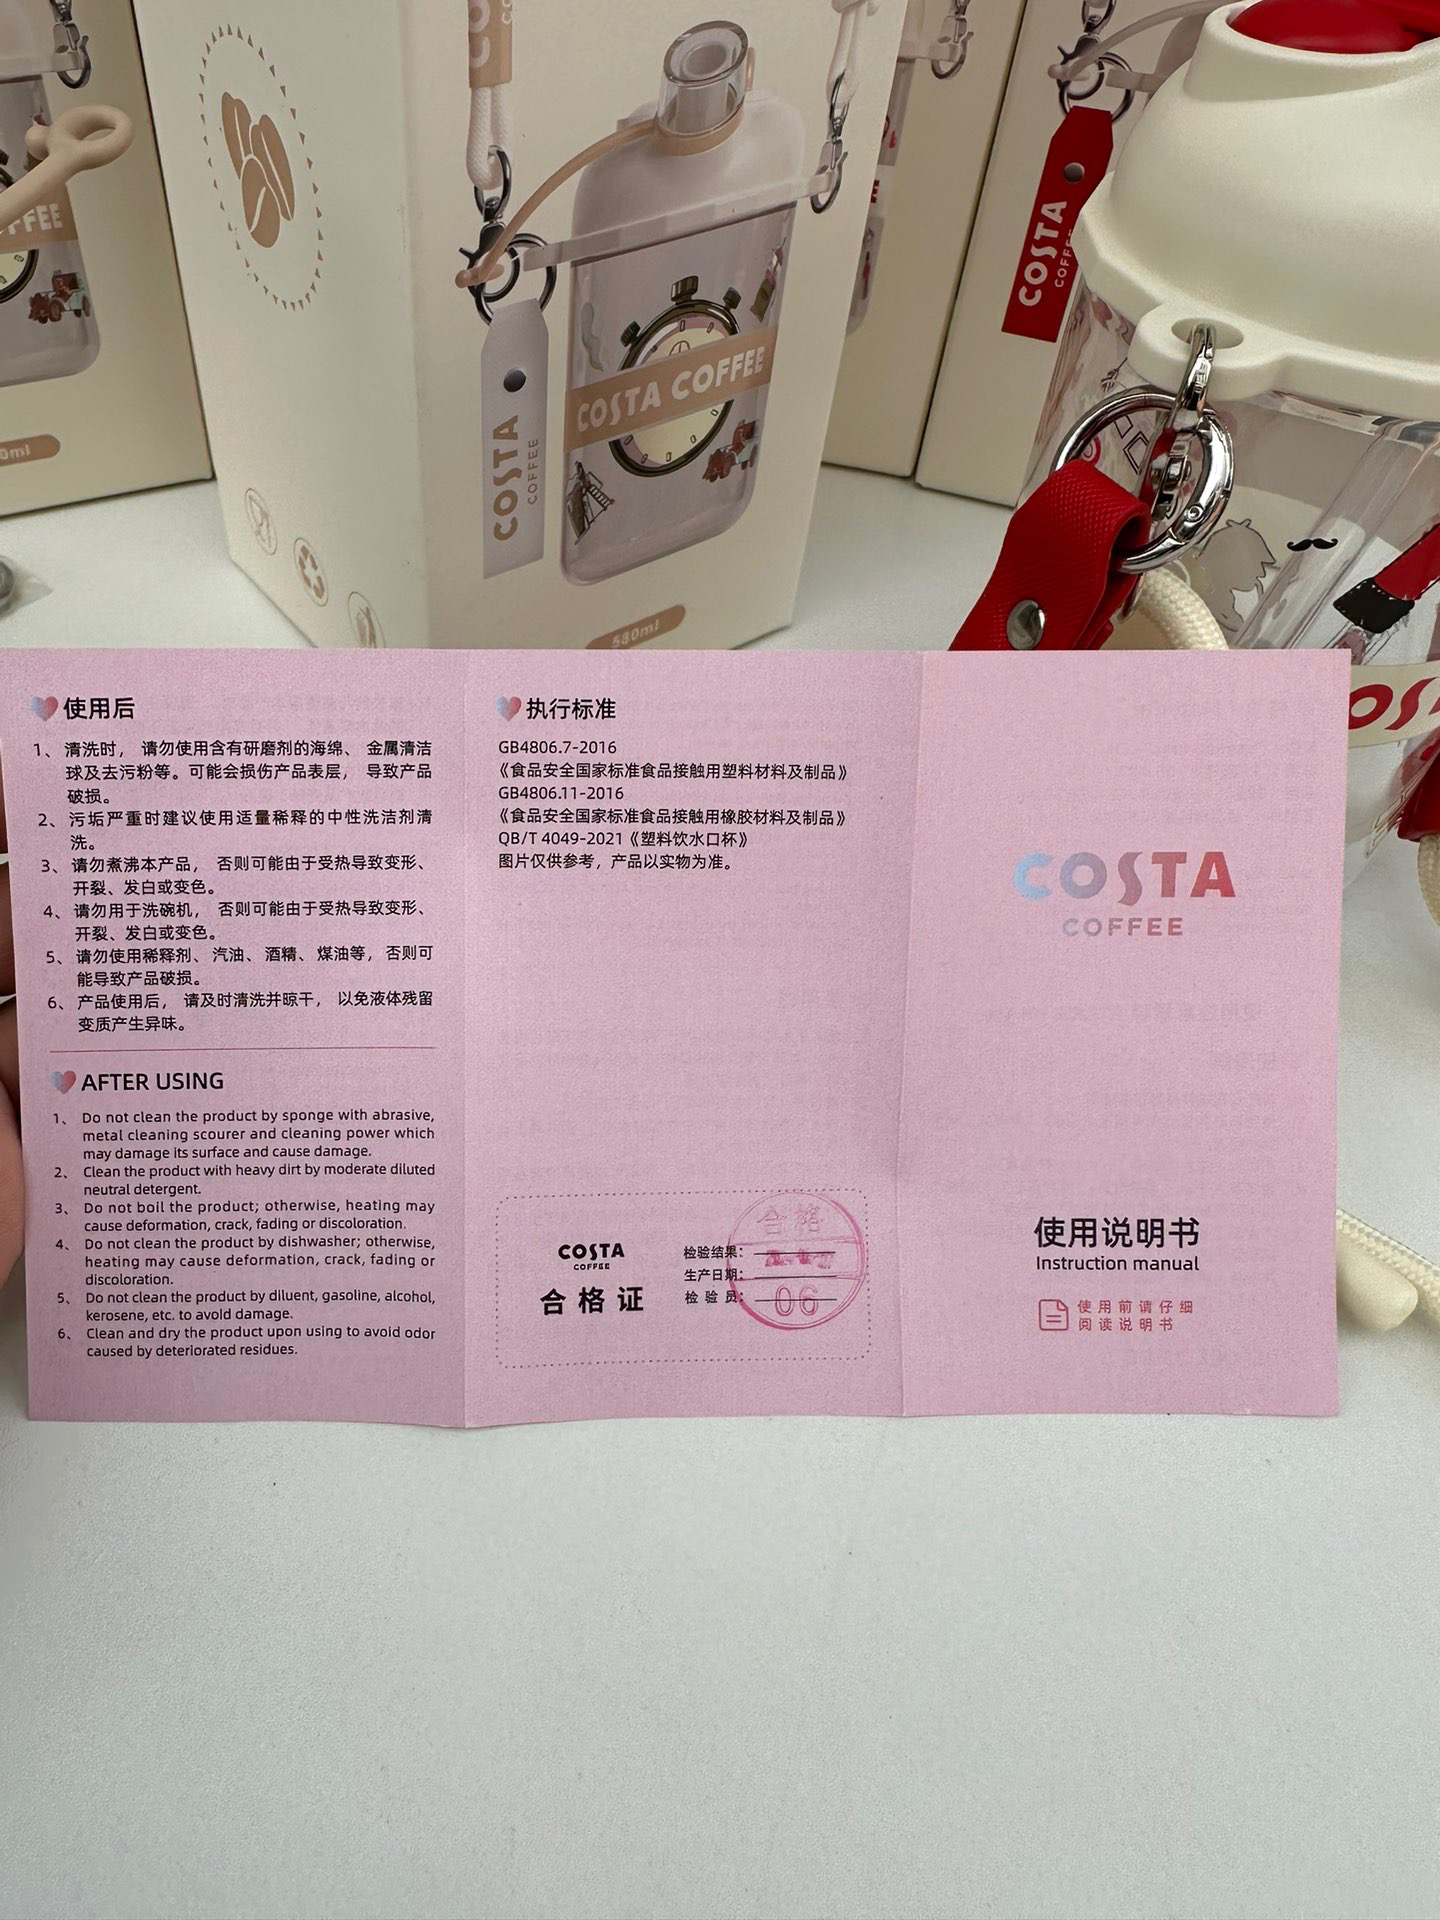 COSTA COFFEE
COSTA
COFFEE
580ml
COSTA
使用后
1、清洗时， 请勿使用含有研磨剂的海绵、 金属清洁
球及去污粉等。可能会损伤产品表层， 导致产品
破损。
2、污垢严重时建议使用适量稀释的中性洗洁剂清
洗。
3、请勿煮沸本产品， 否则可能由于受热导致变形、
开裂、发白或变色。
4、请勿用于洗碗机， 否则可能由于受热导致变形、
开裂、发白或变色。
5、请勿使用稀释剂、 汽油、 酒精、 煤油等，否则可
能导致产品破损。
6、产品使用后， 请及时清洗并晾干， 以免液体残留
变质产生异味。
AFTER USING
1、 Do not clean the product by sponge with abrasive,
metal cleaning scourer and cleaning power which
may damage its surface and cause damage.
2、 Clean the product with heavy dirt by moderate diluted
neutral detergent.
3、 Do not boil the product; otherwise, heating may
cause deformation, crack, fading or discoloration.
4、 Do not clean the product by dishwasher; otherwise,
heating may cause deformation, crack, fading or
discoloration.
5、 Do not clean the product by diluent, gasoline, alcohol,
kerosene, etc. to avoid damage.
6、 Clean and dry the product upon using to avoid odor
caused by deteriorated residues.
执行标准
GB4806.7-2016
《食品安全国家标准食品接触用塑料材料及制品》
GB4806.11-2016
《食品安全国家标准食品接触用橡胶材料及制品》
QB/T 4049-2021《塑料饮水口杯》
图片仅供参考，产品以实物为准。
COSTA
COFFEE
合格证
检验结果：
生产日期：
检 验 员：
合格
06
COSTA
COFFEE
使用说明书
Instruction manual
使用前请仔细
阅读说明书